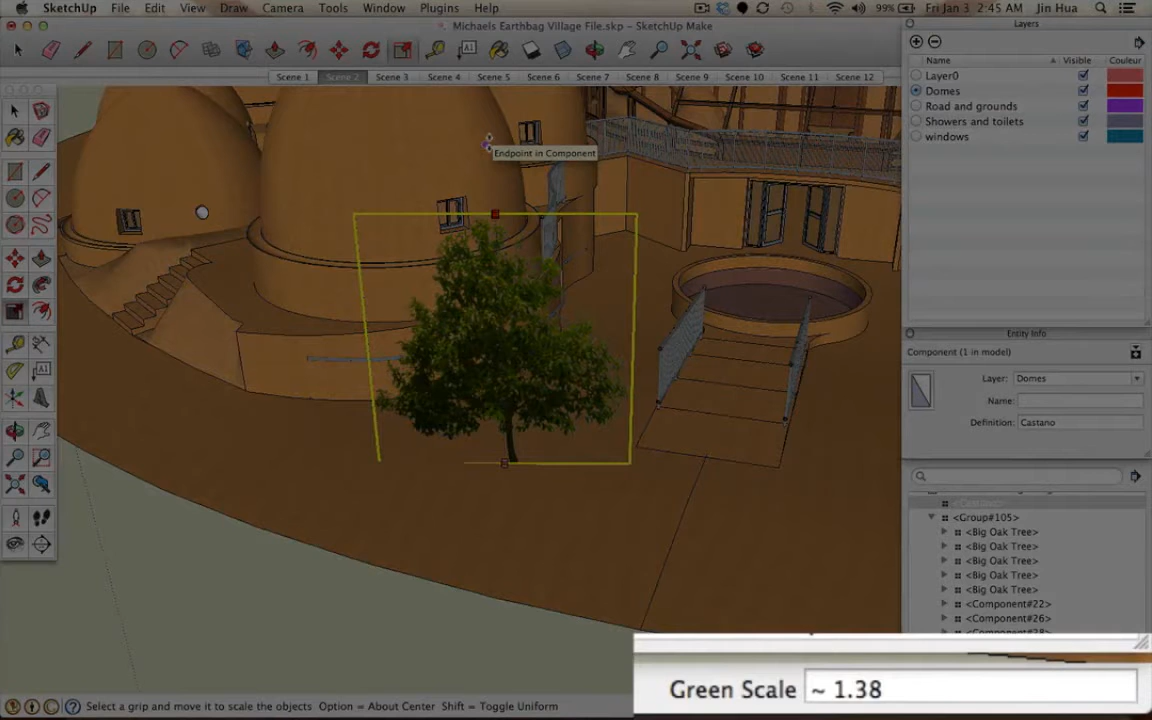 SketchUp File Edit View Draw Camera Tools Window Plugins Help 99% Fri Jan 3 2:45 AM Jin Hua
Michaels Earthbag Village File.skp - SketchUp Make
Layers
Scene 1 Scene 2 Scene 3 Scene 4 Scene 5 Scene 6 Scene 7 Scene 8 Scene 9 Scene 10 Scene 11 Scene 12
Name Visible Couleur
Layer0
Domes
Road and grounds
Showers and toilets
windows
Endpoint in Component
Entity Info
Component (1 in model)
Layer: Domes
Name:
Definition: Castano
<Group#105>
<Big Oak Tree>
<Big Oak Tree>
<Big Oak Tree>
<Big Oak Tree>
<Big Oak Tree>
<Component#22>
<Component#26>
Green Scale ~ 1.38
Select a grip and move it to scale the objects Option = About Center Shift = Toggle Uniform